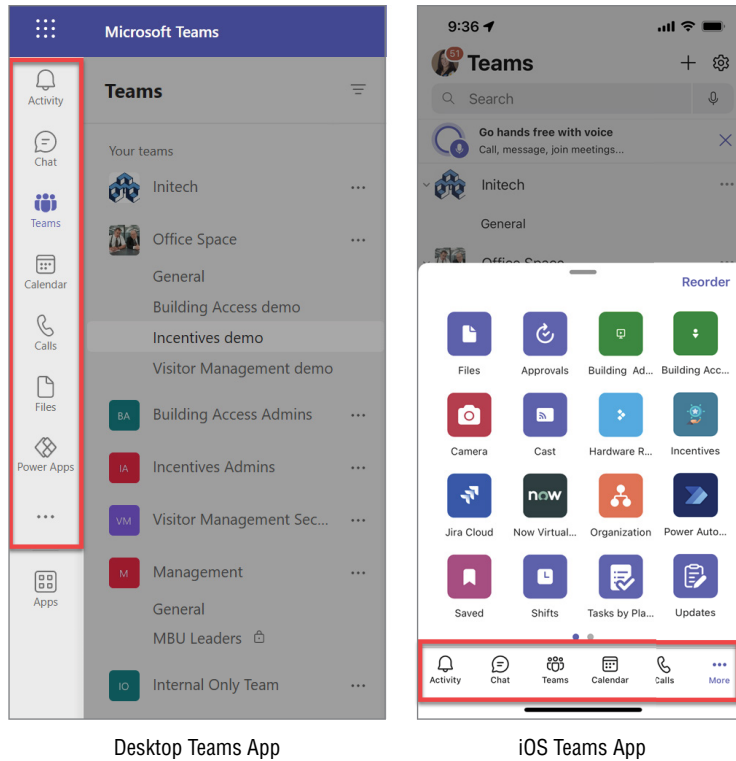 Microsoft Teams
Activity
Chat
Teams
Calendar
Calls
Files
Power Apps
Apps
Teams
Your teams
Initech
Office Space
General
Building Access demo
Incentives demo
Visitor Management demo
BA Building Access Admins
IA Incentives Admins
VM Visitor Management Sec...
M Management
General
MBU Leaders
IO Internal Only Team
Desktop Teams App
9:36
51
Teams
Search
Go hands free with voice
Call, message, join meetings...
Initech
General
Office Space
Reorder
Files Approvals Building Ad... Building Acc...
Camera Cast Hardware R... Incentives
now
Jira Cloud Now Virtual... Organization Power Auto...
Saved Shifts Tasks by Pla... Updates
Activity Chat Teams Calendar Calls More
iOS Teams App